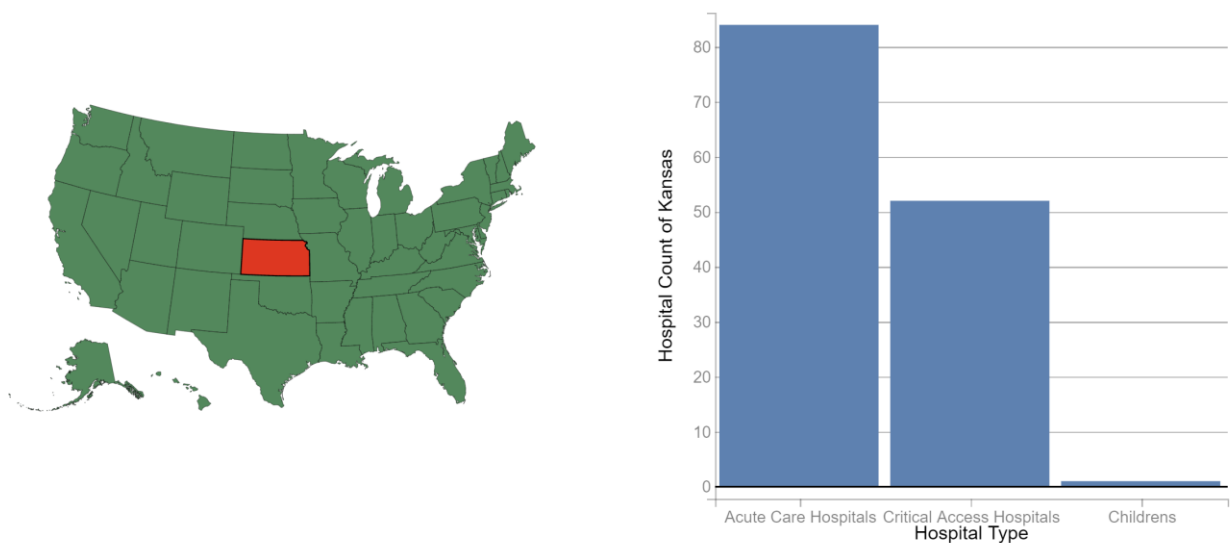 Hospital Count of Kansas
80
70
60
50
40
30
20
10
0
Acute Care Hospitals
Critical Access Hospitals
Childrens
Hospital Type